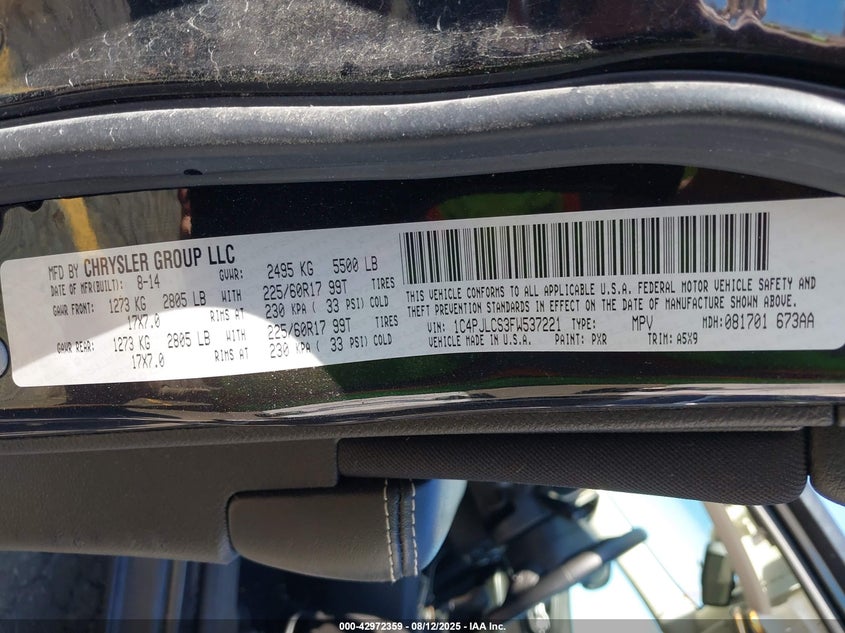 MFD BY CHRYSLER GROUP LLC
DATE OF MFR(BUILT): 8-14 GVWR: 2495 KG 5500 LB
GAWR FRONT: 1273 KG 2805 LB WITH 225/60R17 99T TIRES
17X7.0 RIMS AT 230 KPA ( 33 PSI) COLD
GAWR REAR: 1273 KG 2805 LB WITH 225/60R17 99T TIRES
17X7.0 RIMS AT 230 KPA ( 33 PSI) COLD
THIS VEHICLE CONFORMS TO ALL APPLICABLE U.S.A. FEDERAL MOTOR VEHICLE SAFETY AND
THEFT PREVENTION STANDARDS IN EFFECT ON THE DATE OF MANUFACTURE SHOWN ABOVE.
VIN: 1C4PJLCS3FW537221 TYPE: MPV MDH: 081701 673AA
VEHICLE MADE IN U.S.A. PAINT: PXR TRIM: A5X9
000-42972359 - 08/12/2025 - IAA Inc.